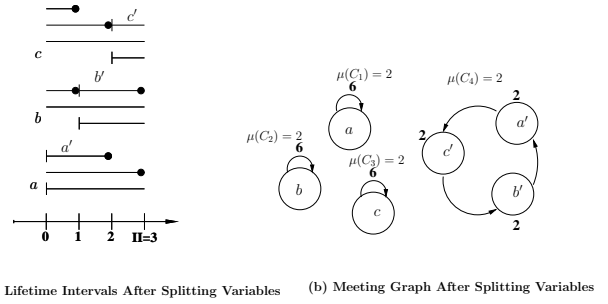 c'
c
b'
b
a'
a
0 1 2 II=3
Lifetime Intervals After Splitting Variables
μ(C₁) = 2
6
a
μ(C₂) = 2
6
b
μ(C₃) = 2
6
c
μ(C₄) = 2
2
a'
2
c'
b'
2
(b) Meeting Graph After Splitting Variables